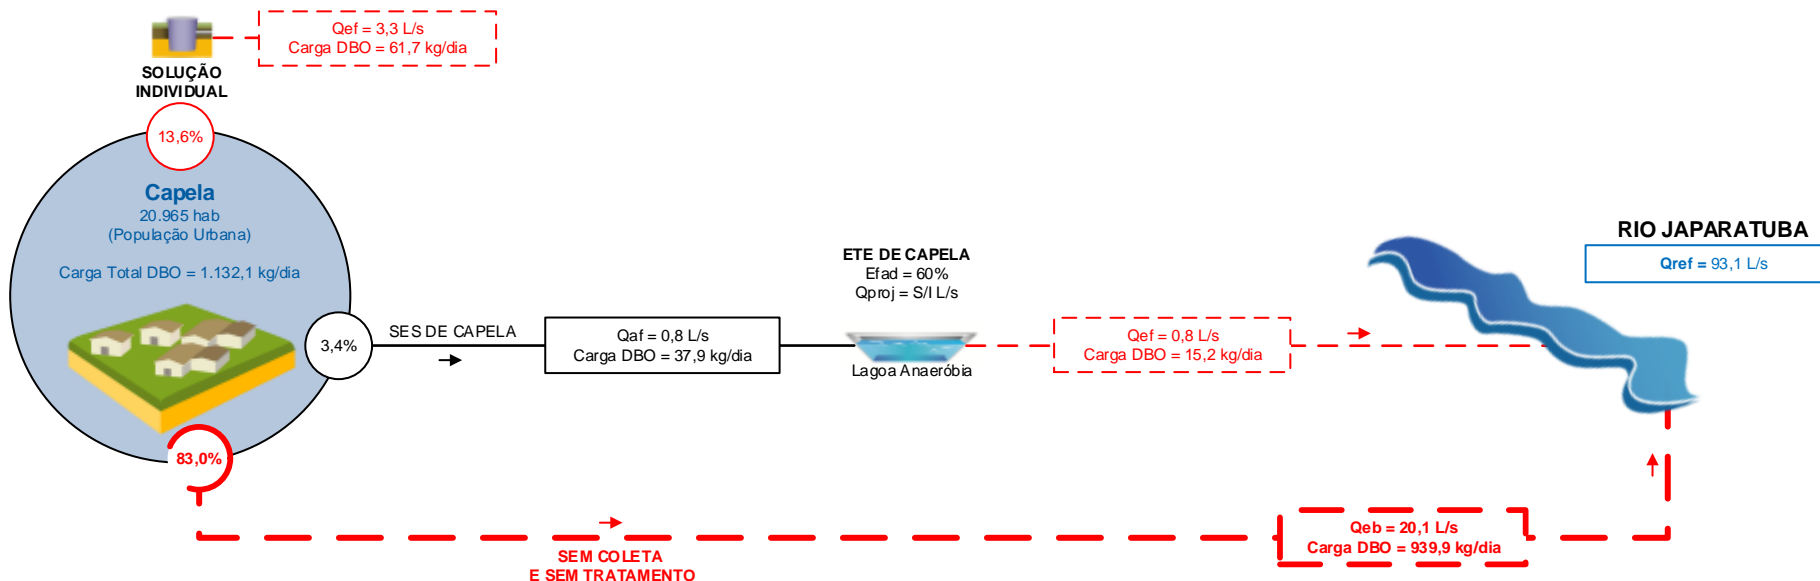 Qef = 3,3 L/s
Carga DBO = 61,7 kg/dia
SOLUÇÃO
INDIVIDUAL
13,6%
Capela
20.965 hab
(População Urbana)
Carga Total DBO = 1.132,1 kg/dia
3,4%
SES DE CAPELA
Qaf = 0,8 L/s
Carga DBO = 37,9 kg/dia
ETE DE CAPELA
Efad = 60%
Qproj = S/I L/s
Lagoa Anaeróbia
Qef = 0,8 L/s
Carga DBO = 15,2 kg/dia
RIO JAPARATUBA
Qref = 93,1 L/s
83,0%
SEM COLETA
E SEM TRATAMENTO
Qeb = 20,1 L/s
Carga DBO = 939,9 kg/dia